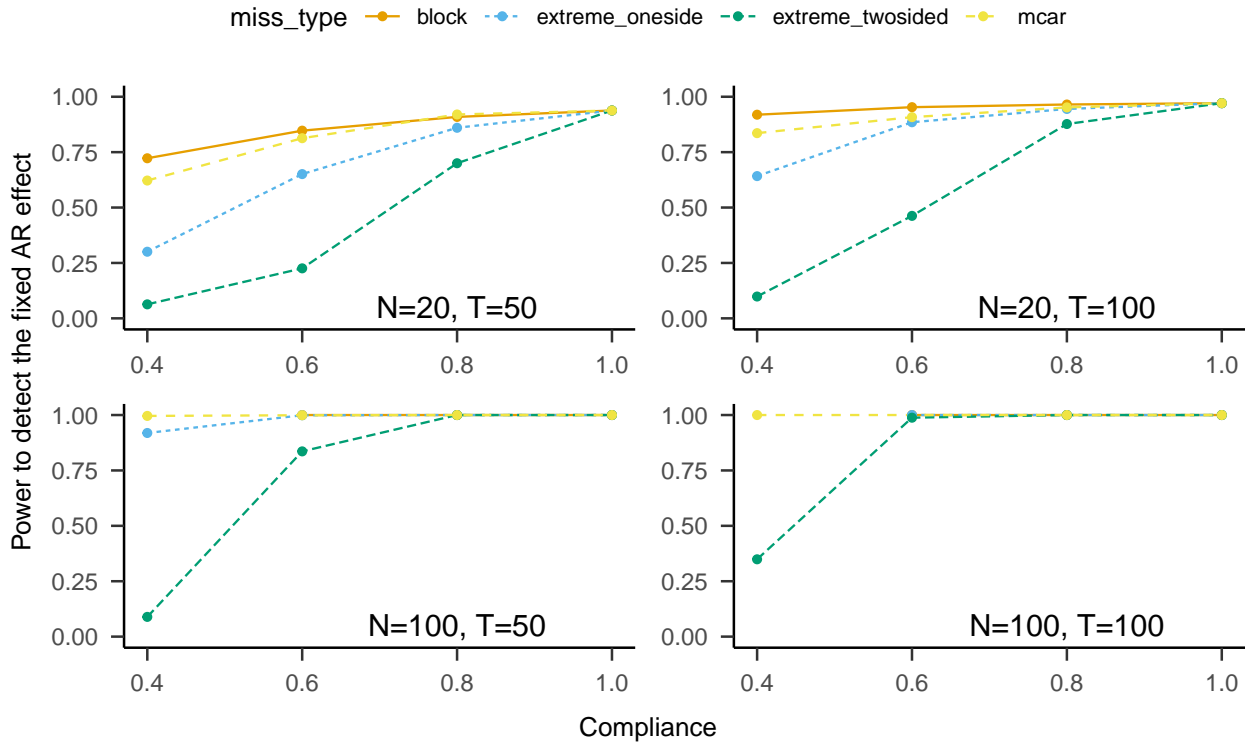 miss_type block extreme_oneside extreme_twosided mcar
Power to detect the fixed AR effect
1.00
0.75
0.50
0.25
0.00
N=20, T=50
0.4 0.6 0.8 1.0
1.00
0.75
0.50
0.25
0.00
N=20, T=100
0.4 0.6 0.8 1.0
1.00
0.75
0.50
0.25
0.00
N=100, T=50
0.4 0.6 0.8 1.0
1.00
0.75
0.50
0.25
0.00
N=100, T=100
0.4 0.6 0.8 1.0
Compliance